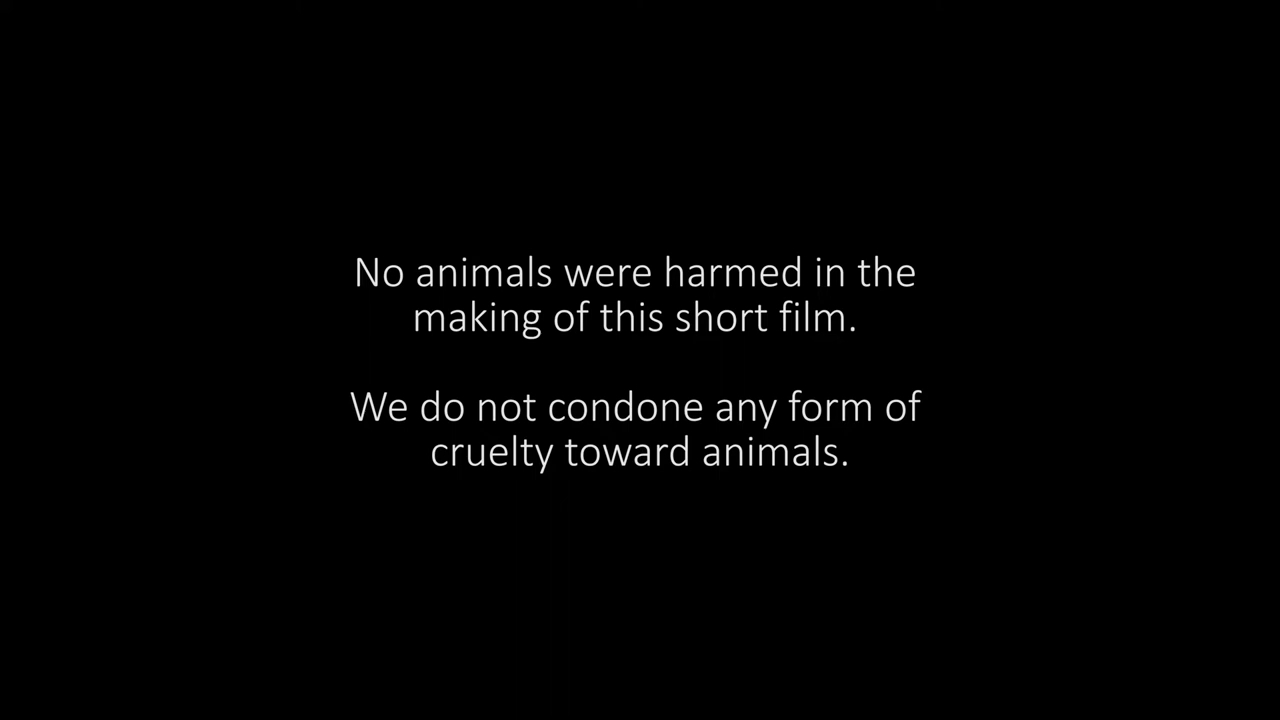 No animals were harmed in the
making of this short film.
We do not condone any form of
cruelty toward animals.